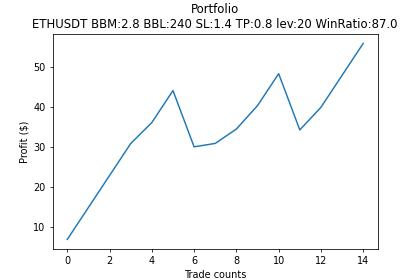 Portfolio
ETHUSDT BBM:2.8 BBL:240 SL:1.4 TP:0.8 lev:20 WinRatio:87.0
50
40
30
20
10
Profit ($)
0 2 4 6 8 10 12 14
Trade counts